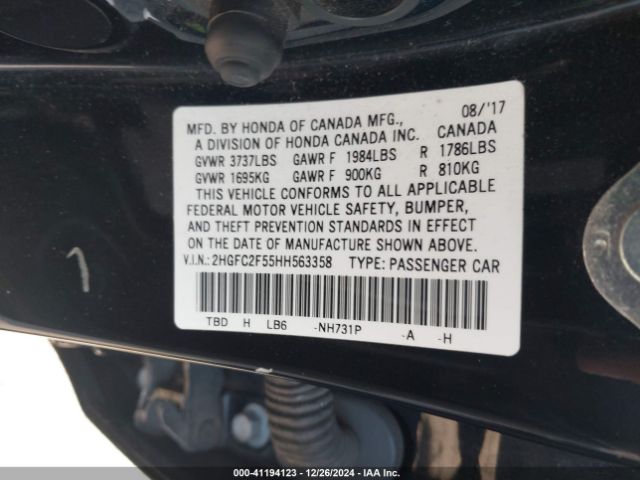 08/'17
MFD. BY HONDA OF CANADA MFG.,
A DIVISION OF HONDA CANADA INC. CANADA
GVWR 3737LBS GAWR F 1984LBS R 1786LBS
GVWR 1695KG GAWR F 900KG R 810KG
THIS VEHICLE CONFORMS TO ALL APPLICABLE
FEDERAL MOTOR VEHICLE SAFETY, BUMPER,
AND THEFT PREVENTION STANDARDS IN EFFECT
ON THE DATE OF MANUFACTURE SHOWN ABOVE.
V.I.N.: 2HGFC2F55HH563358 TYPE: PASSENGER CAR
TBD H LB6 -NH731P -A -H
000-41194123 - 12/26/2024 - IAA Inc.